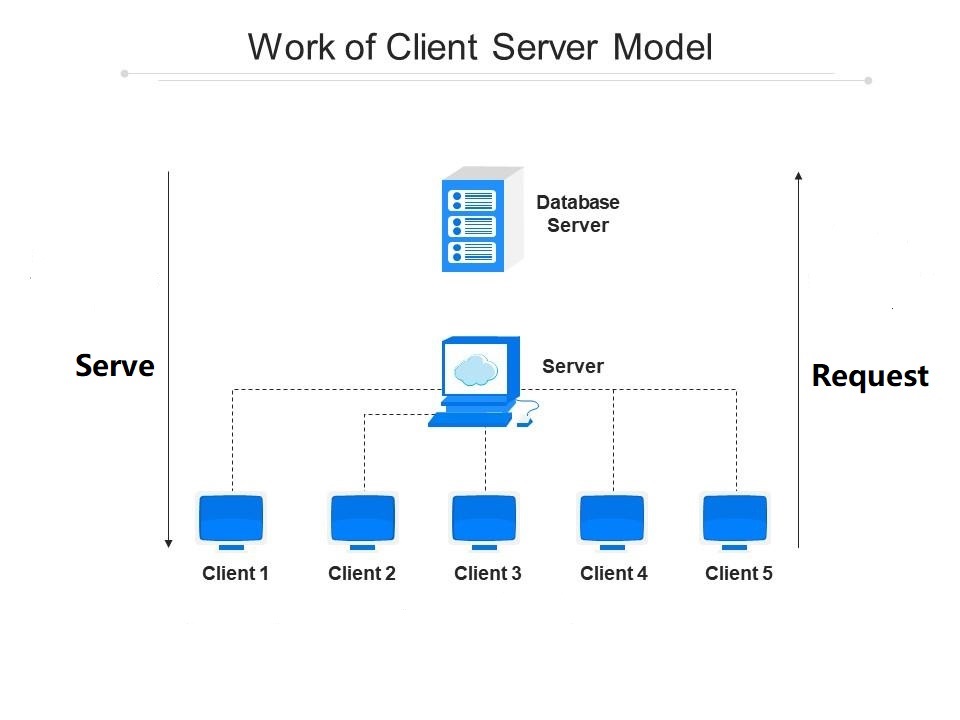 Work of Client Server Model
Database
Server
Serve
Server
Request
Client 1
Client 2
Client 3
Client 4
Client 5